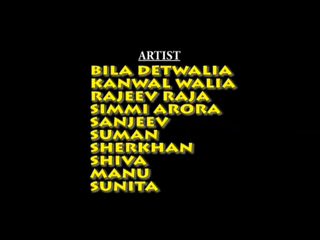 ARTIST
BILA DETWALIA
KANWAL WALIA
RAJEEV RAJA
SIMMI ARORA
SANJEEV
SUMAN
SHERKHAN
SHIVA
MANU
SUNITA